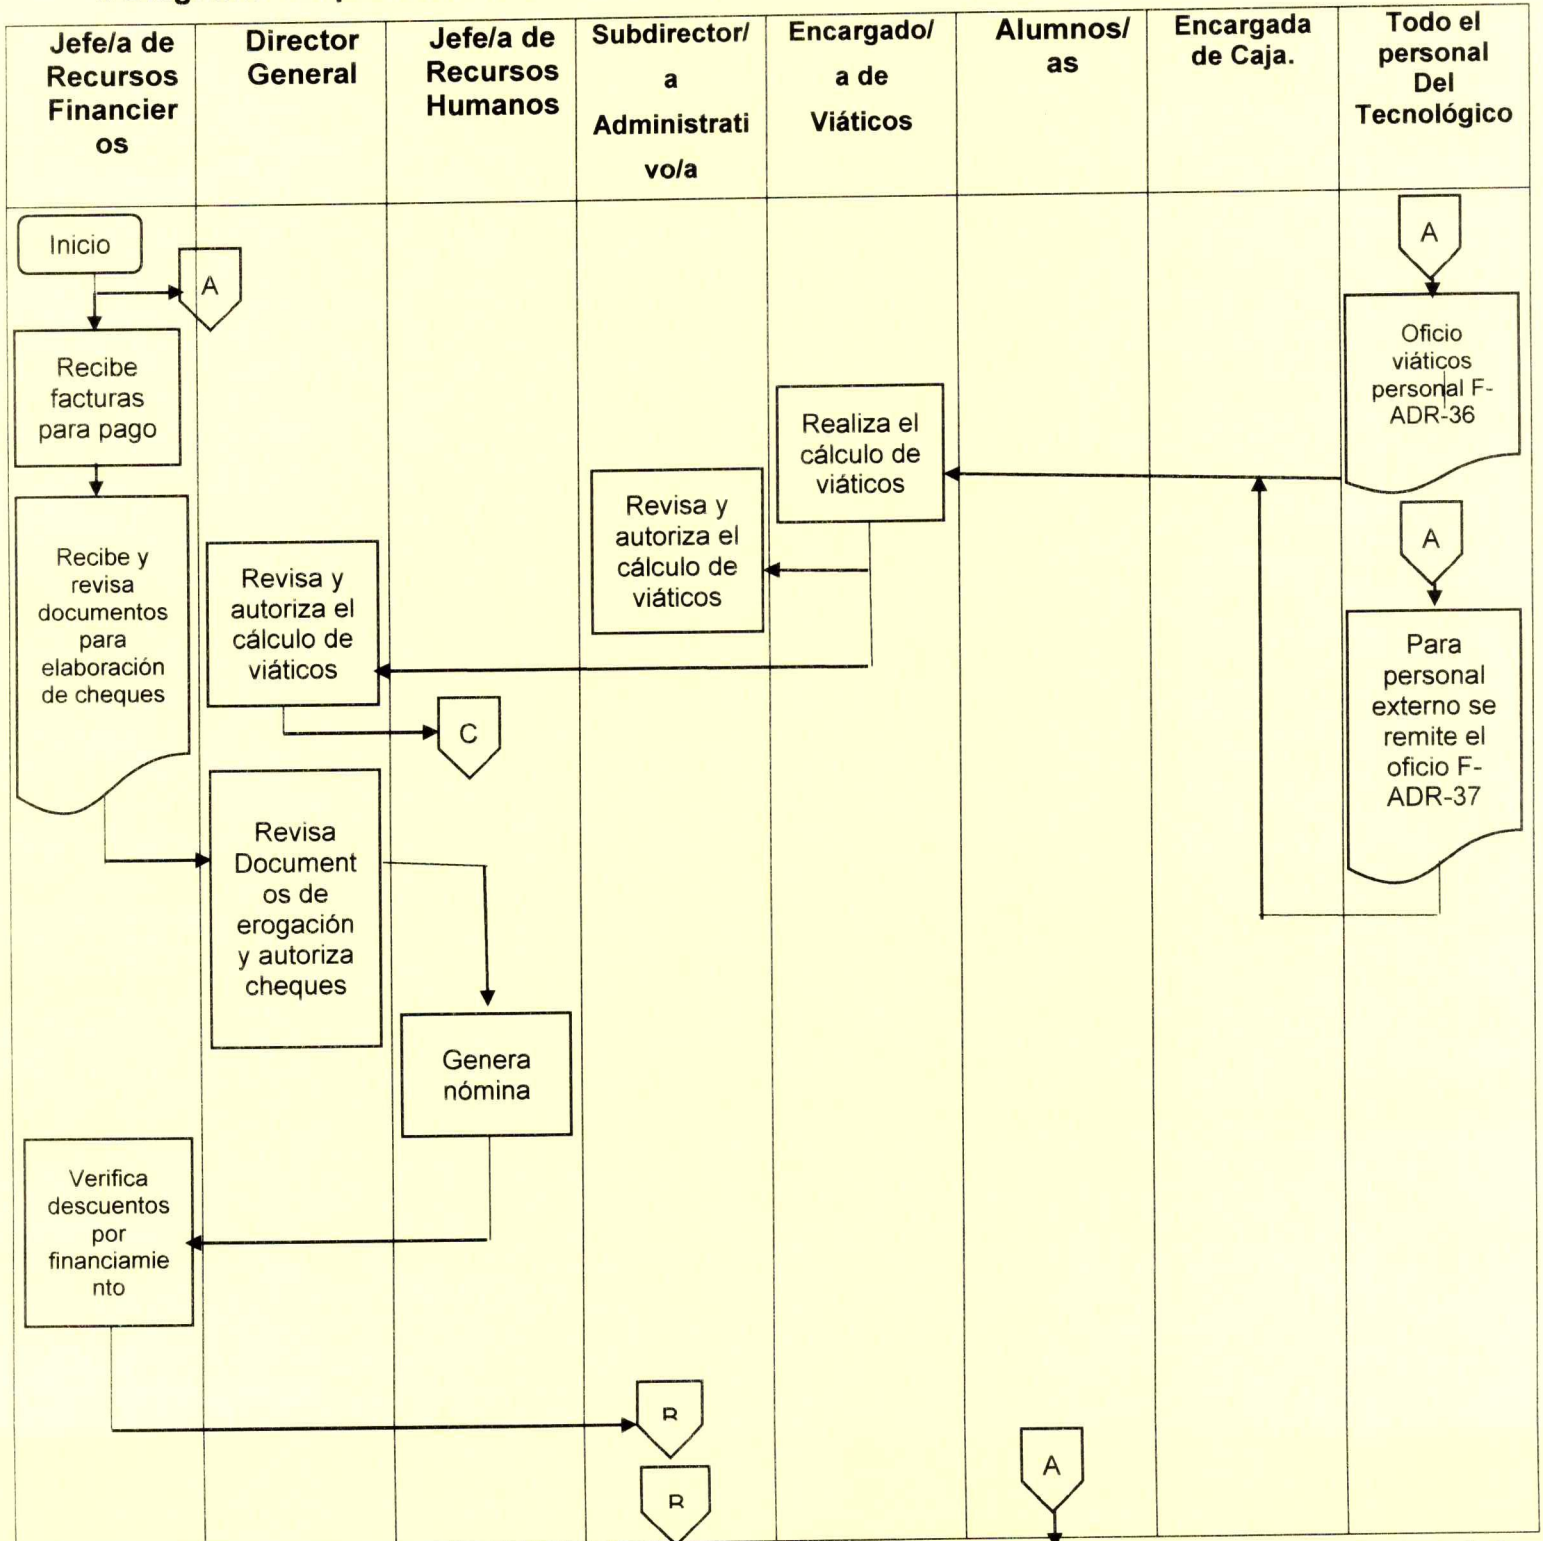 Jefe/a de
Recursos
Financier
os
Director
General
Jefe/a de
Recursos
Humanos
Subdirector/
a
Administrati
vo/a
Encargado/
a de
Viáticos
Alumnos/
as
Encargada
de Caja.
Todo el
personal
Del
Tecnológico
Inicio
A
Recibe
facturas
para pago
Recibe y
revisa
documentos
para
elaboración
de cheques
Revisa y
autoriza el
cálculo de
viáticos
C
Revisa
Document
os de
erogación
y autoriza
cheques
Genera
nómina
Verifica
descuentos
por
financiamie
nto
Revisa y
autoriza el
cálculo de
viáticos
B
B
Realiza el
cálculo de
viáticos
A
A
Oficio
viáticos
personal F-
ADR-36
A
Para
personal
externo se
remite el
oficio F-
ADR-37